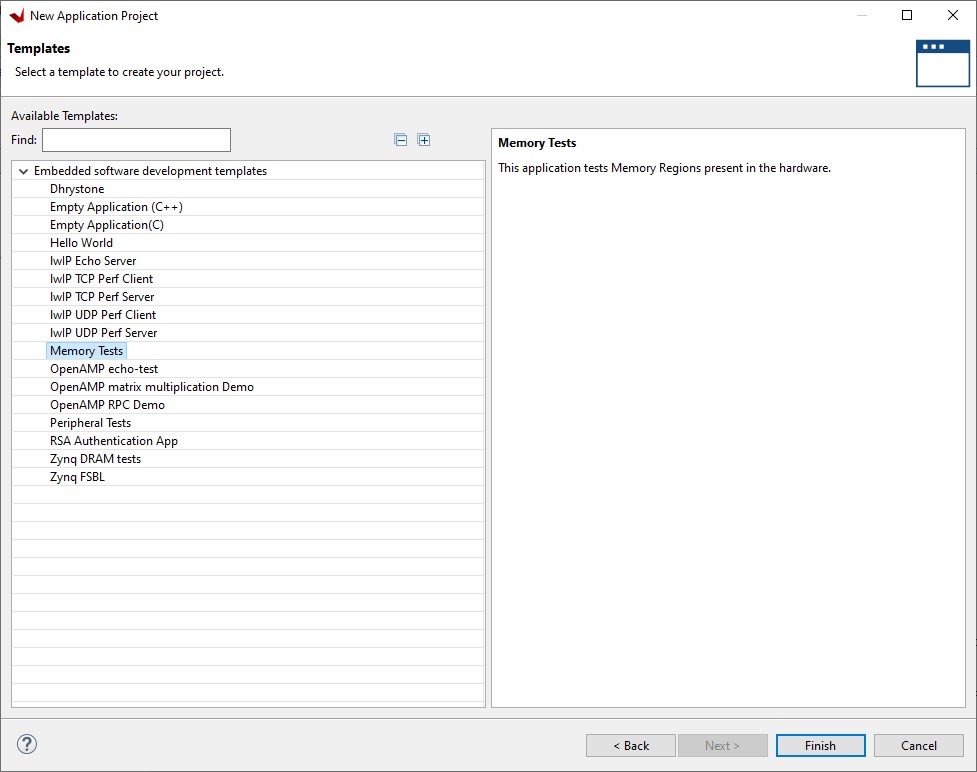 New Application Project
Templates
Select a template to create your project.
Available Templates:
Find:
Embedded software development templates
Dhrystone
Empty Application (C++)
Empty Application(C)
Hello World
lwIP Echo Server
lwIP TCP Perf Client
lwIP TCP Perf Server
lwIP UDP Perf Client
lwIP UDP Perf Server
Memory Tests
OpenAMP echo-test
OpenAMP matrix multiplication Demo
OpenAMP RPC Demo
Peripheral Tests
RSA Authentication App
Zynq DRAM tests
Zynq FSBL
Memory Tests
This application tests Memory Regions present in the hardware.
?
< Back
Next >
Finish
Cancel